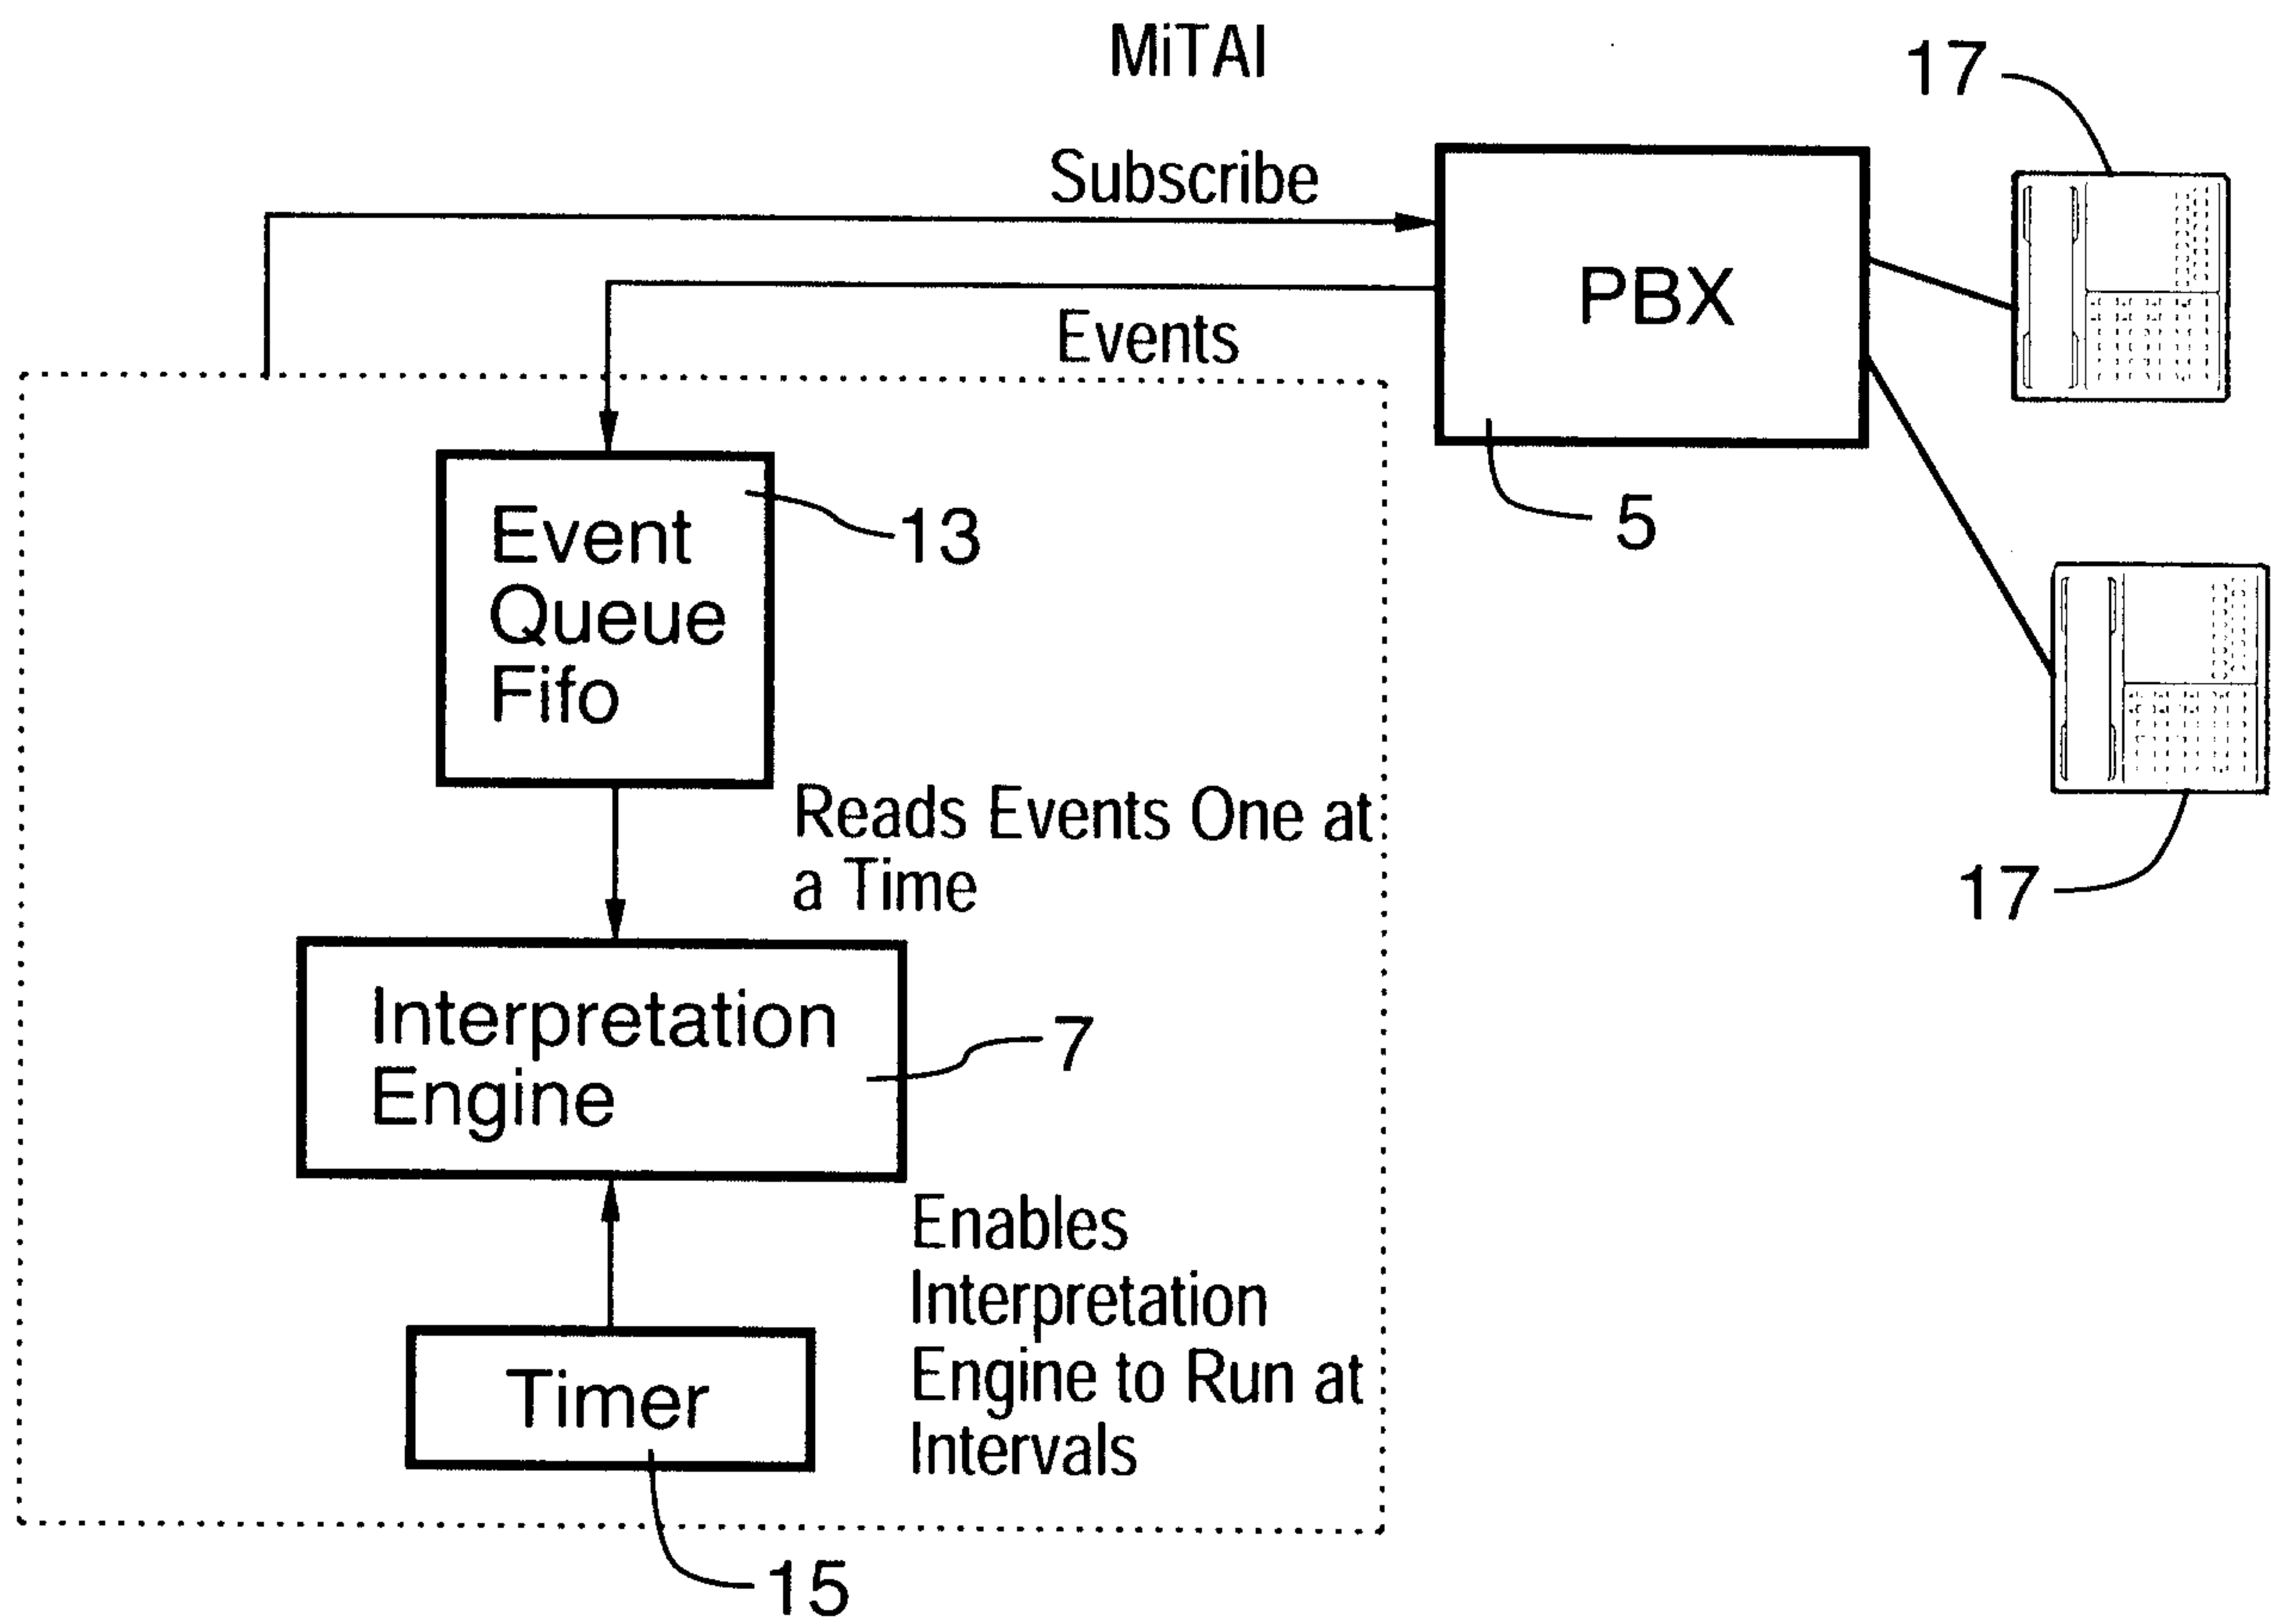 MiTAI
17
Subscribe
PBX
Events
5
Event
Queue
Fifo
13
Reads Events One at
a Time
17
Interpretation
Engine
7
Enables
Interpretation
Engine to Run at
Intervals
Timer
15